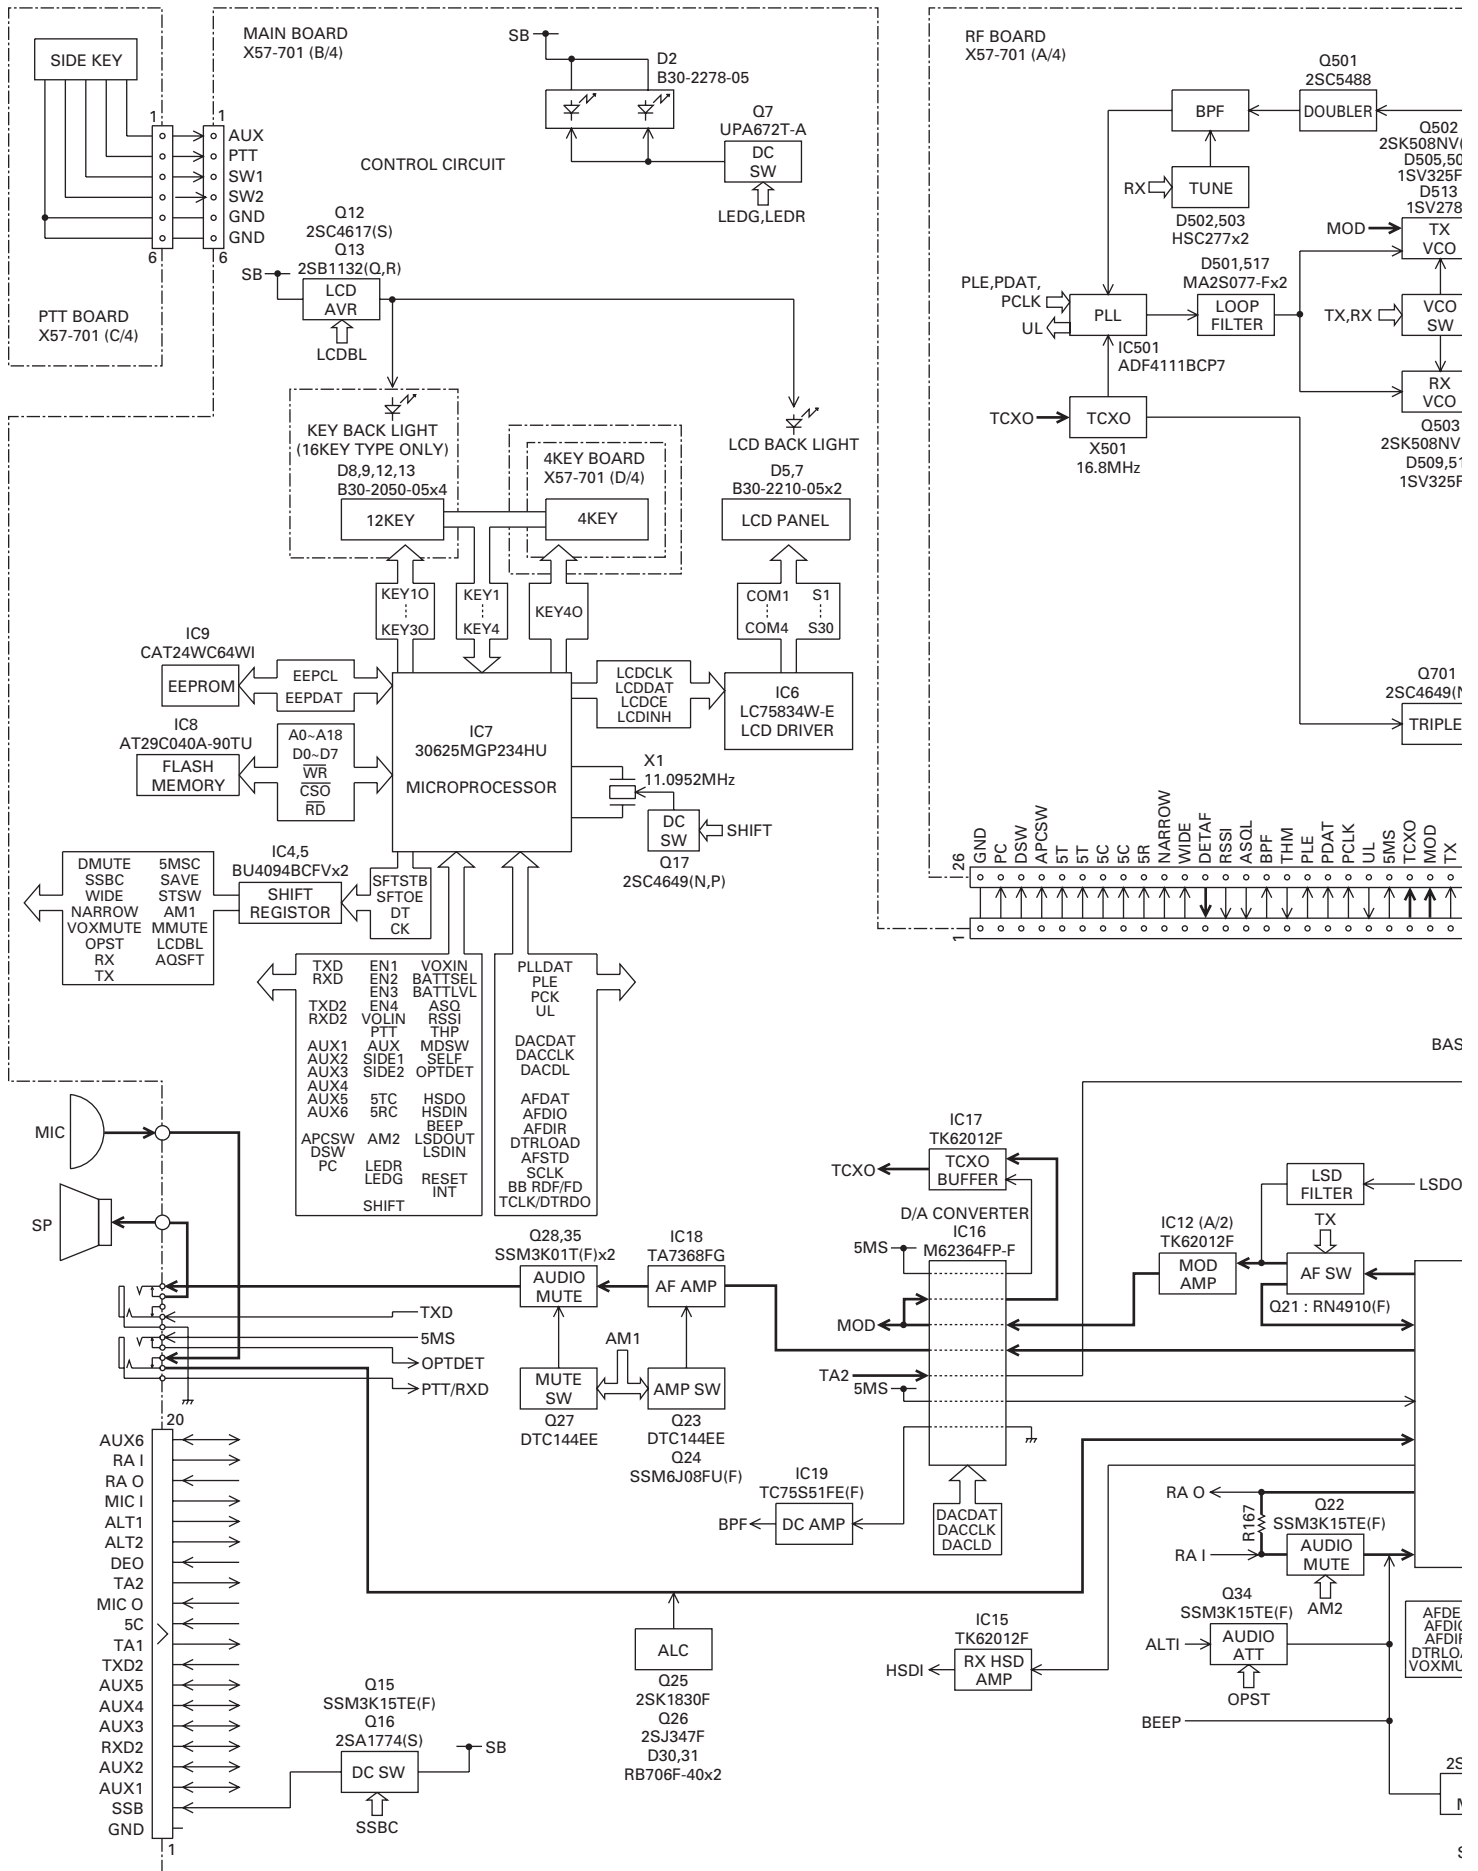 MAIN BOARD
X57-701 (B/4)
SIDE KEY
1
1
AUX
PTT
SW1
SW2
GND
GND
6
6
PTT BOARD
X57-701 (C/4)
SB
D2
B30-2278-05
Q7
UPA672T-A
DC
SW
LEDG,LEDR
CONTROL CIRCUIT
Q12
2SC4617(S)
Q13
2SB1132(Q,R)
SB
LCD
AVR
LCDBL
KEY BACK LIGHT
(16KEY TYPE ONLY)
D8,9,12,13
B30-2050-05x4
12KEY
4KEY BOARD
X57-701 (D/4)
4KEY
LCD BACK LIGHT
D5,7
B30-2210-05x2
LCD PANEL
KEY1O
KEY3O
KEY1
KEY4
KEY4O
COM1
COM4
S1
S30
IC9
CAT24WC64WI
EEPROM
EEPCL
EEPDAT
IC8
AT29C040A-90TU
FLASH
MEMORY
A0~A18
D0~D7
WR
CSO
RD
IC7
30625MGP234HU
MICROPROCESSOR
LCDCLK
LCDDAT
LCDCE
LCDINH
IC6
LC75834W-E
LCD DRIVER
X1
11.0952MHz
DC
SW
SHIFT
Q17
2SC4649(N,P)
IC4,5
BU4094BCFVx2
SHIFT
REGISTOR
SFTSTB
SFTOE
DT
CK
DMUTE 5MSC
SSBC SAVE
WIDE STSW
NARROW AM1
VOXMUTE MMUTE
OPST LCDBL
RX AQSFT
TX
TXD EN1 VOXIN
RXD EN2 BATTSEL
EN3 BATTLVL
TXD2 EN4 ASQ
RXD2 VOLIN RSSI
PTT THP
AUX1 AUX MDSW
AUX2 SIDE1 SELF
AUX3 SIDE2 OPTDET
AUX4
AUX5 5TC HSDO
AUX6 5RC HSDIN
BEEP
APCSW AM2 LSDOUT
DSW LSDIN
PC LEDR
LEDG RESET
INT
SHIFT
PLLDAT
PLE
PCK
UL
DACDAT
DACCLK
DACDL
AFDAT
AFDIO
AFDIR
DTRLOAD
AFSTD
SCLK
BB RDF/FD
TCLK/DTRDO
RF BOARD
X57-701 (A/4)
Q501
2SC5488
BPF
DOUBLER
RX
TUNE
D502,503
HSC277x2
Q502
2SK508NV(
D505,50
1SV325F
D513
1SV278
MOD
TX
VCO
D501,517
MA2S077-Fx2
PLE,PDAT,
PCLK
UL
PLL
LOOP
FILTER
TX,RX
VCO
SW
IC501
ADF4111BCP7
RX
VCO
TCXO
TCXO
X501
16.8MHz
Q503
2SK508NV
D509,51
1SV325F
Q701
2SC4649(N
TRIPLE
26
GND
PC
DSW
APCSW
5T
5T
5C
5C
5R
NARROW
WIDE
DETAF
RSSI
ASQL
BPF
THM
PLE
PDAT
PCLK
UL
5MS
TCXO
MOD
TX
1
BAS
MIC
SP
TXD
5MS
OPTDET
PTT/RXD
Q28,35
SSM3K01T(F)x2
AUDIO
MUTE
IC18
TA7368FG
AF AMP
AM1
MUTE
SW
Q27
DTC144EE
AMP SW
Q23
DTC144EE
Q24
SSM6J08FU(F)
IC17
TK62012F
TCXO
TCXO
BUFFER
D/A CONVERTER
IC16
M62364FP-F
5MS
MOD
TA2
5MS
DACDAT
DACCLK
DACLD
IC19
TC75S51FE(F)
BPF
DC AMP
LSD
FILTER
LSDO
TX
IC12 (A/2)
TK62012F
MOD
AMP
AF SW
Q21 : RN4910(F)
RA O
R167
Q22
SSM3K15TE(F)
RA I
AUDIO
MUTE
AM2
Q34
SSM3K15TE(F)
ALTI
AUDIO
ATT
OPST
AFDE
AFDIO
AFDIR
DTRLOA
VOXMU
IC15
TK62012F
HSDI
RX HSD
AMP
BEEP
2S
M
S
ALC
Q25
2SK1830F
Q26
2SJ347F
D30,31
RB706F-40x2
20
AUX6
RA I
RA O
MIC I
ALT1
ALT2
DEO
TA2
MIC O
5C
TA1
TXD2
AUX5
AUX4
AUX3
RXD2
AUX2
AUX1
SSB
GND
1
Q15
SSM3K15TE(F)
Q16
2SA1774(S)
DC SW
SB
SSBC